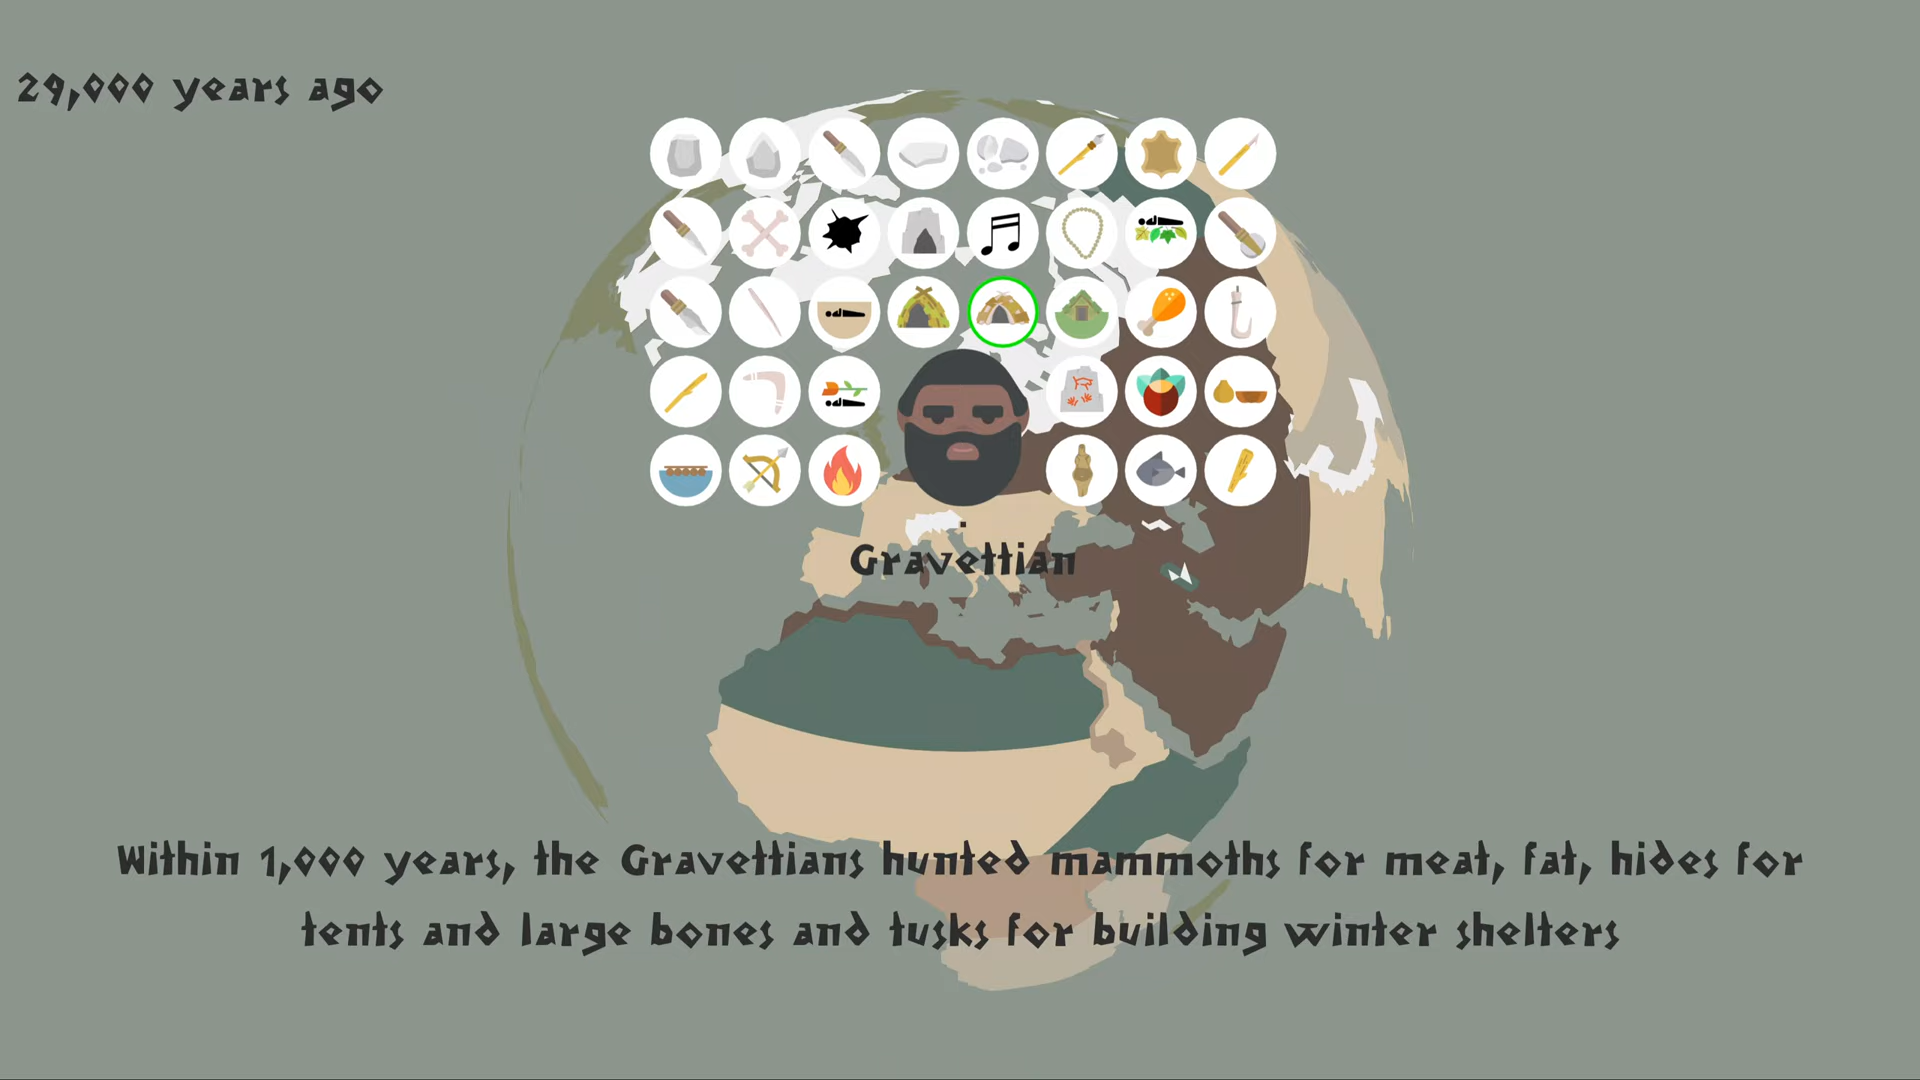 29,000 years ago
Gravettian
Within 1,000 years, the Gravettians hunted mammoths for meat, fat, hides for
tents and large bones and tusks for building winter shelters